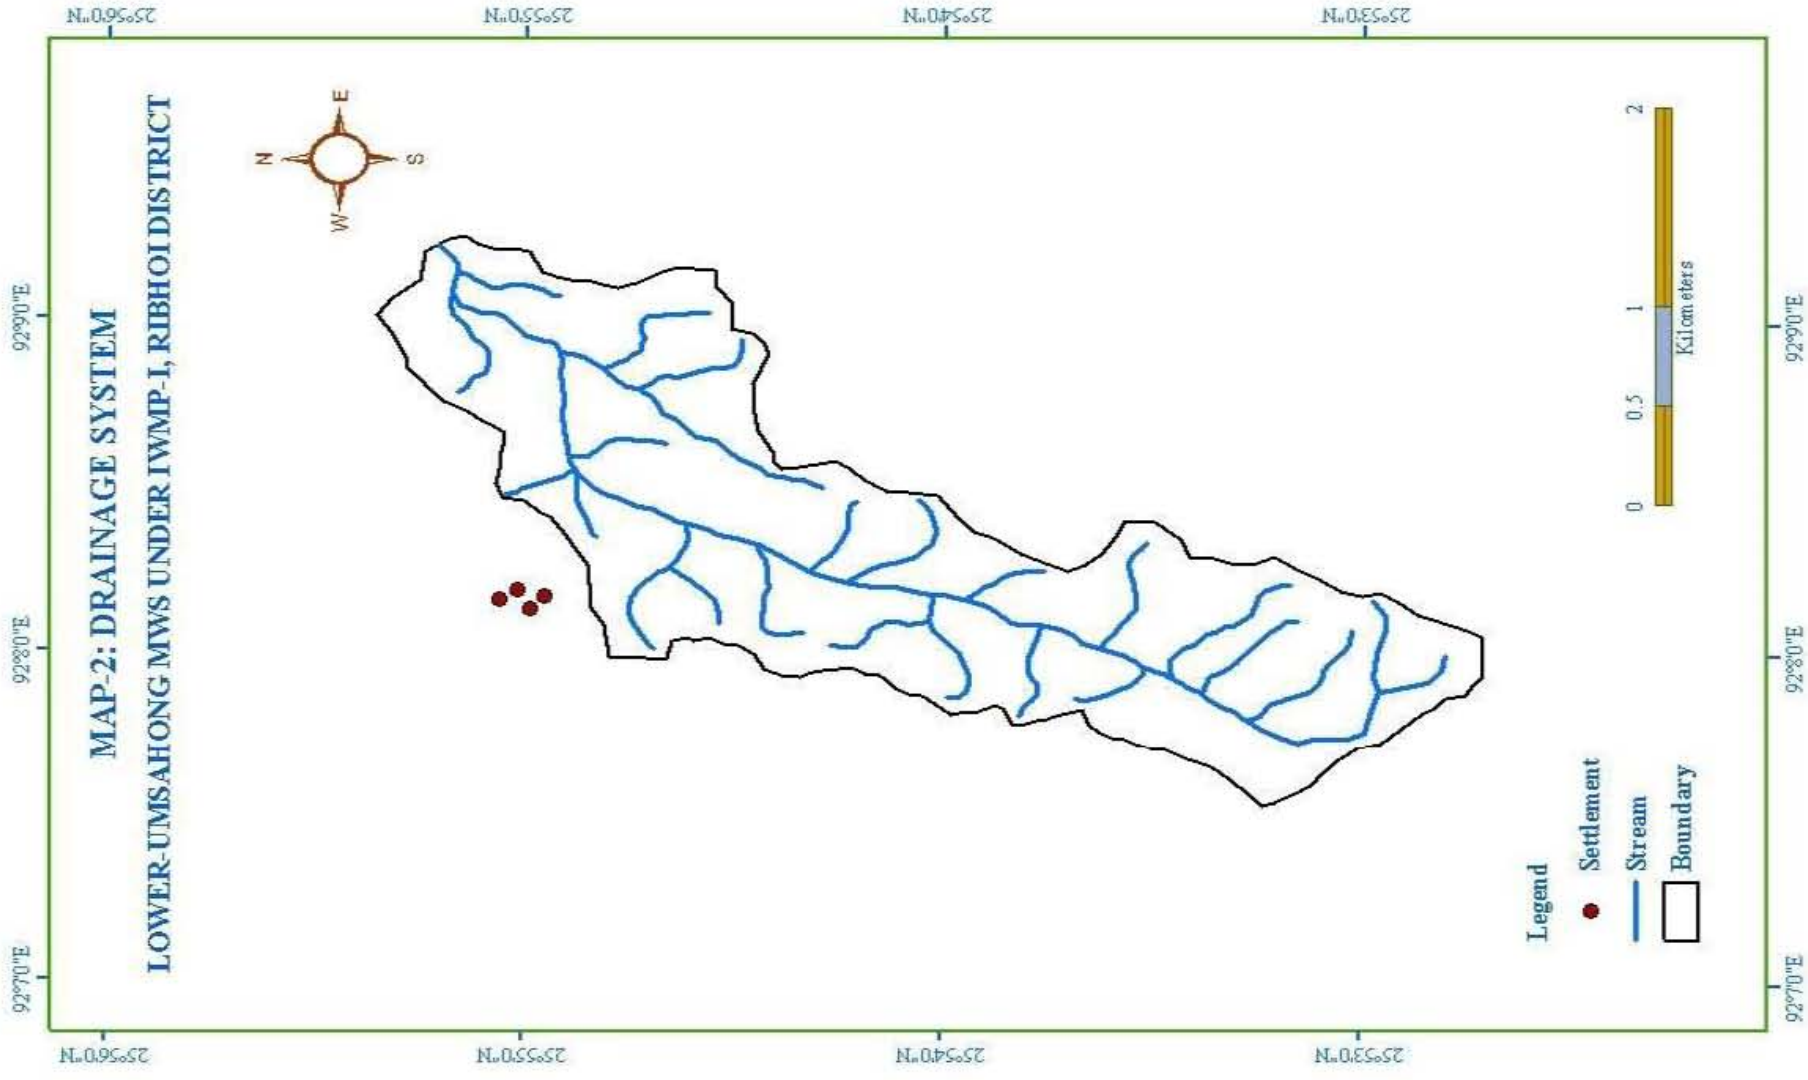 MAP-2: DRAINAGE SYSTEM
LOWER-UMSAHONG MWS UNDER IWMP-I, RIBHOI DISTRICT
92°7'0"E
92°8'0"E
92°9'0"E
25°56'0"N
25°56'0"N
25°55'0"N
25°55'0"N
25°54'0"N
25°54'0"N
25°53'0"N
25°53'0"N
N
W
E
S
Legend
Settlement
Stream
Boundary
0 0.5 1 2
Kilometers
92°7'0"E
92°8'0"E
92°9'0"E